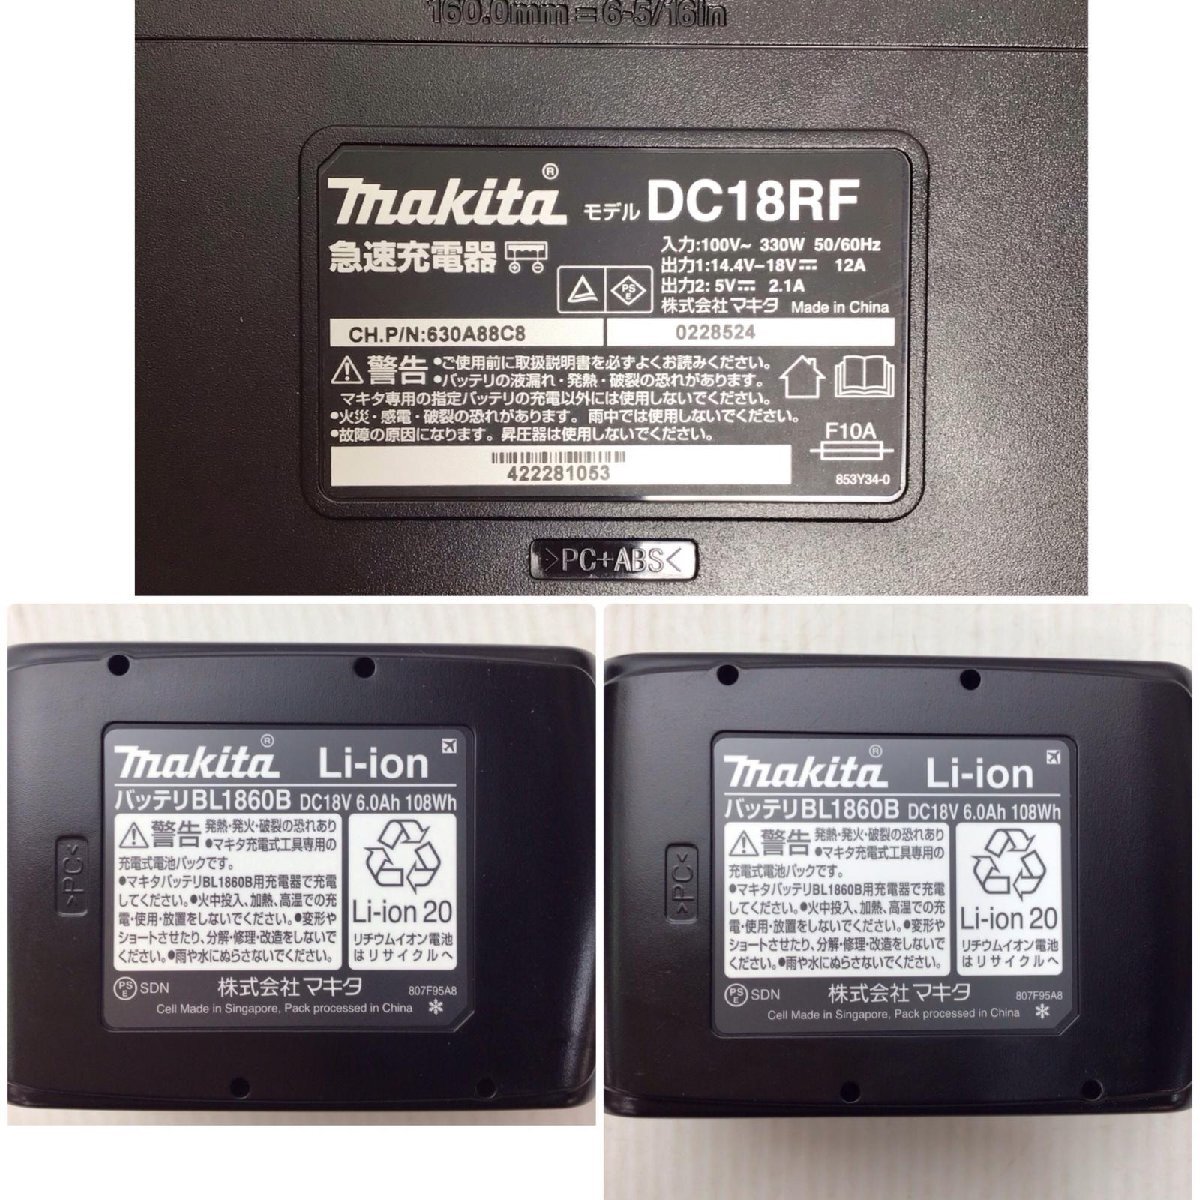 160.0mm = 6-5/16in
makita® モデル DC18RF
急速充電器
入力:100V~ 330W 50/60Hz
出力1:14.4V-18V⎓ 12A
出力2: 5V⎓ 2.1A
株式会社マキタ Made in China
PS E
CH.P/N:630A88C8 0228524
警告 •ご使用前に取扱説明書を必ずよくお読みください。
•バッテリの液漏れ・発熱・破裂の恐れがあります。
マキタ専用の指定バッテリの充電以外には使用しないでください。
•火災・感電・破裂の恐れがあります。雨中では使用しないでください。
•故障の原因になります。昇圧器は使用しないでください。
F10A
422281053
853Y34-0
>PC+ABS<
makita® Li-ion
バッテリBL1860B DC18V 6.0Ah 108Wh
警告 発熱・発火・破裂の恐れあり
•マキタ充電式工具専用の
充電式電池パックです。
•マキタバッテリBL1860B用充電器で充電
してください。•火中投入、加熱、高温での充
電・使用・放置をしないでください。•変形や
ショートさせたり、分解・修理・改造をしないで
ください。•雨や水にぬらさないでください。
Li-ion 20
リチウムイオン電池
はリサイクルへ
PS E SDN 株式会社マキタ 807F95A8
Cell Made in Singapore, Pack processed in China ✻
>PC<
makita® Li-ion
バッテリBL1860B DC18V 6.0Ah 108Wh
警告 発熱・発火・破裂の恐れあり
•マキタ充電式工具専用の
充電式電池パックです。
•マキタバッテリBL1860B用充電器で充電
してください。•火中投入、加熱、高温での充
電・使用・放置をしないでください。•変形や
ショートさせたり、分解・修理・改造をしないで
ください。•雨や水にぬらさないでください。
Li-ion 20
リチウムイオン電池
はリサイクルへ
PS E SDN 株式会社マキタ 807F95A8
Cell Made in Singapore, Pack processed in China ✻
>PC<